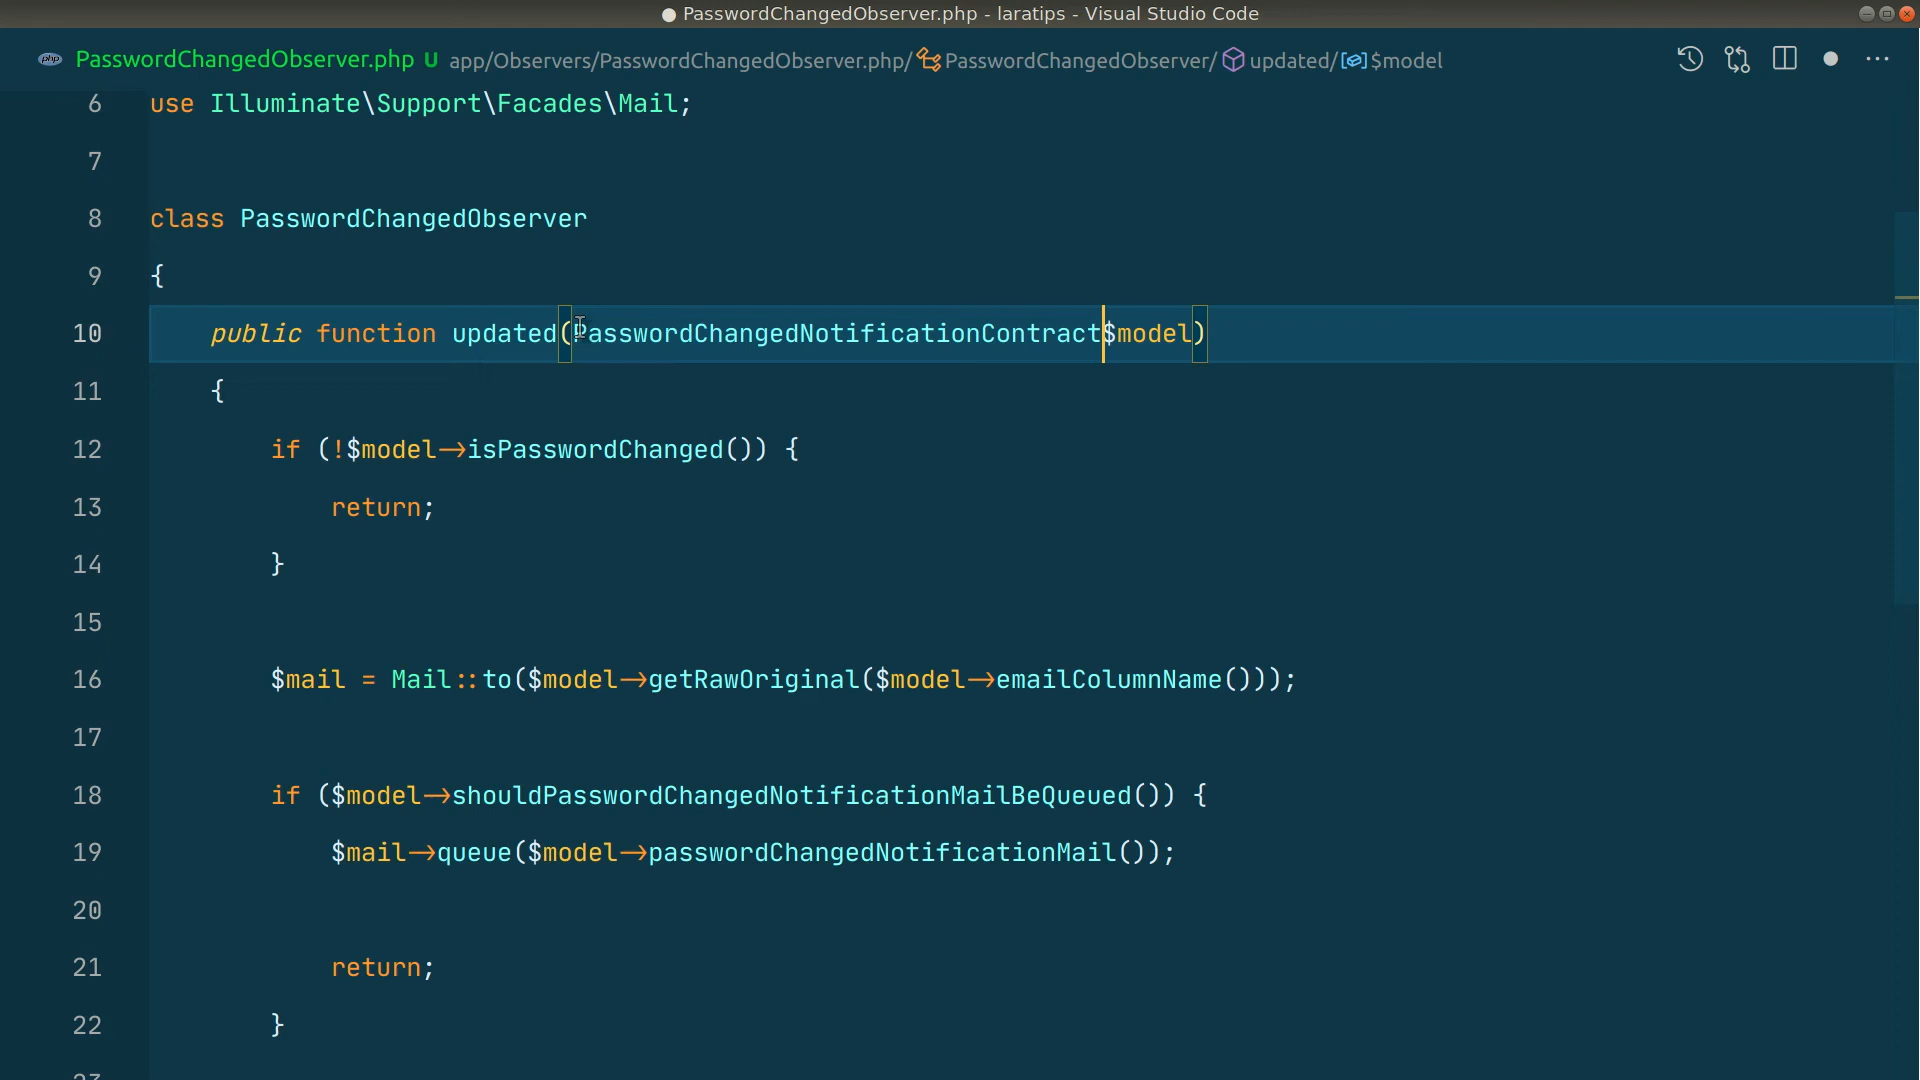 ● PasswordChangedObserver.php - laratips - Visual Studio Code
php PasswordChangedObserver.php U app/Observers/PasswordChangedObserver.php/ PasswordChangedObserver/ updated/ $model
6 use Illuminate\Support\Facades\Mail;
7
8 class PasswordChangedObserver
9 {
10 public function updated(PasswordChangedNotificationContract$model)
11 {
12 if (!$model->isPasswordChanged()) {
13 return;
14 }
15
16 $mail = Mail::to($model->getRawOriginal($model->emailColumnName()));
17
18 if ($model->shouldPasswordChangedNotificationMailBeQueued()) {
19 $mail->queue($model->passwordChangedNotificationMail());
20
21 return;
22 }